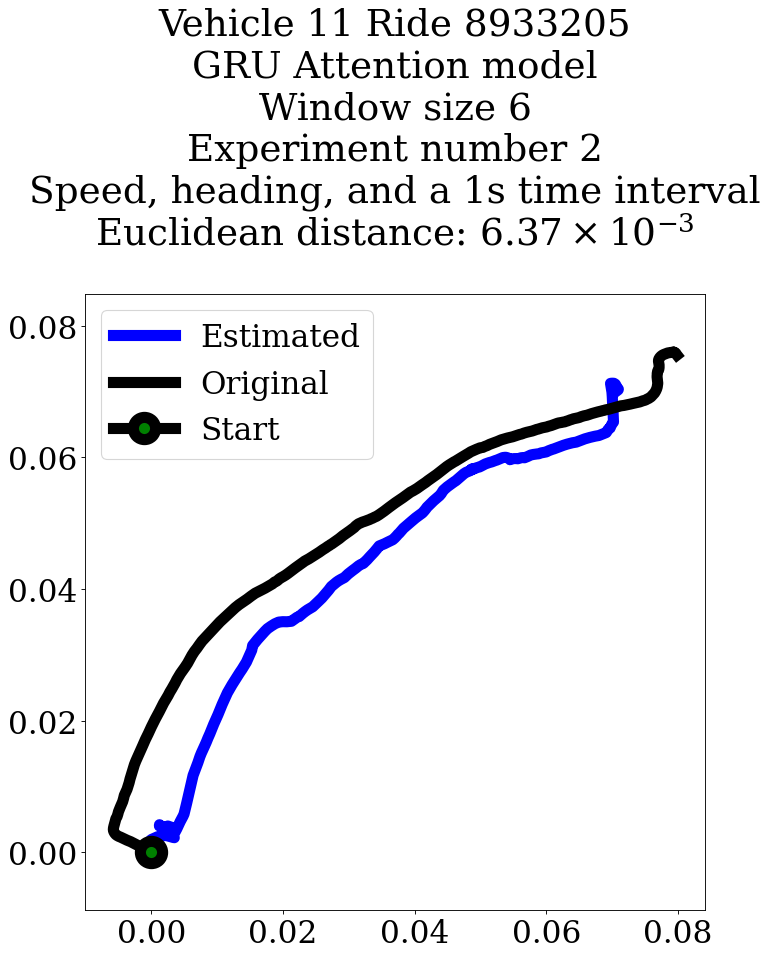 Vehicle 11 Ride 8933205
GRU Attention model
Window size 6
Experiment number 2
Speed, heading, and a 1s time interval
Euclidean distance: 6.37 × 10⁻³
Estimated
Original
Start
0.08
0.06
0.04
0.02
0.00
0.00 0.02 0.04 0.06 0.08